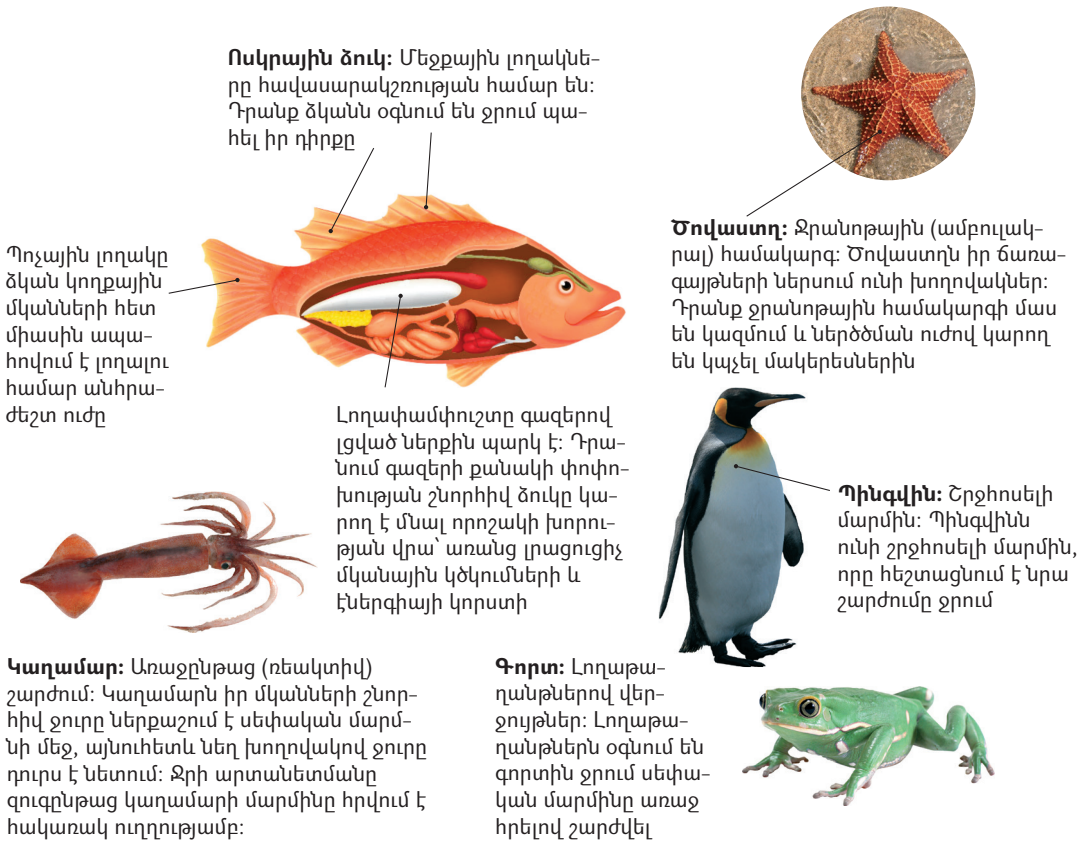 Ոսկրային ձուկ: Մեջքային լողակնե-
րը հավասարակշռության համար են:
Դրանք ձկանն օգնում են ջրում պա-
հել իր դիրքը
Պոչային լողակը
ձկան կողքային
մկանների հետ
միասին ապա-
հովում է լողալու
համար անհրա-
ժեշտ ուժը
Լողափամփուշտը գազերով
լցված ներքին պարկ է: Դրա-
նում գազերի քանակի փոփո-
խության շնորհիվ ձուկը կա-
րող է մնալ որոշակի խորու-
թյան վրա՝ առանց լրացուցիչ
մկանային կծկումների և
էներգիայի կորստի
Ծովաստղ: Ջրանոթային (ամբուլակ-
րալ) համակարգ: Ծովաստղն իր ճառա-
գայթների ներսում ունի խողովակներ:
Դրանք ջրանոթային համակարգի մաս
են կազմում և ներծծման ուժով կարող
են կպչել մակերեսներին
Պինգվին: Շրջհոսելի
մարմին: Պինգվինն
ունի շրջհոսելի մարմին,
որը հեշտացնում է նրա
շարժումը ջրում
Կաղամար: Առաջընթաց (ռեակտիվ)
շարժում: Կաղամարն իր մկանների շնոր-
հիվ ջուրը ներքաշում է սեփական մարմ-
նի մեջ, այնուհետև նեղ խողովակով ջուրը
դուրս է նետում: Ջրի արտանետմանը
զուգընթաց կաղամարի մարմինը հրվում է
հակառակ ուղղությամբ:
Գորտ: Լողաթա-
ղանթներով վեր-
ջույթներ: Լողաթա-
ղանթներն օգնում են
գորտին ջրում սեփա-
կան մարմինը առաջ
հրելով շարժվել